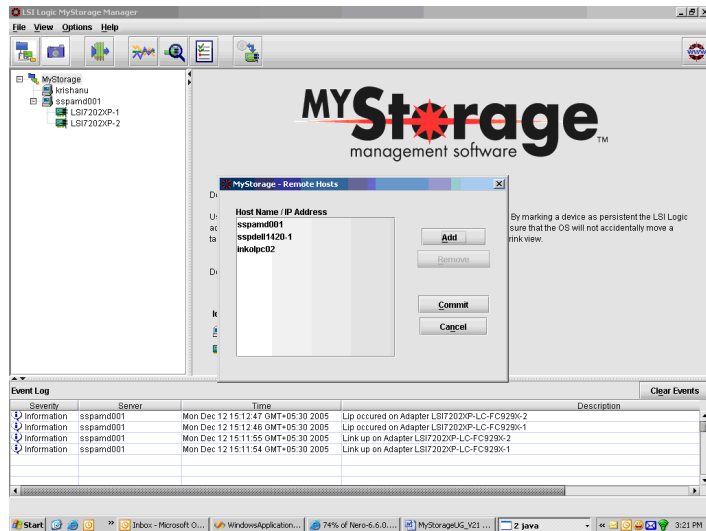 LSI Logic MyStorage Manager
File View Options Help
MyStorage
krishanu
sspamd001
LSI7202XP-1
LSI7202XP-2
MYStorage
TM
management software
By marking a device as persistent the LSI Logic
sure that the OS will not accidentally move a
view.
MyStorage - Remote Hosts
Host Name / IP Address
sspamd001
sspdell1420-1
inkolpc02
Add
Remove
Commit
Cancel
Event Log
Clear Events
Severity Server Time Description
Information sspamd001 Mon Dec 12 15:12:47 GMT+05:30 2005 Lip occured on Adapter LSI7202XP-LC-FC929X-2
Information sspamd001 Mon Dec 12 15:12:46 GMT+05:30 2005 Lip occured on Adapter LSI7202XP-LC-FC929X-1
Information sspamd001 Mon Dec 12 15:11:55 GMT+05:30 2005 Link up on Adapter LSI7202XP-LC-FC929X-2
Information sspamd001 Mon Dec 12 15:11:54 GMT+05:30 2005 Link up on Adapter LSI7202XP-LC-FC929X-1
Start Inbox - Microsoft O... WindowsApplication... 74% of Nero-6.6.0.... MyStorageUG_V21 ... 2 java 3:21 PM